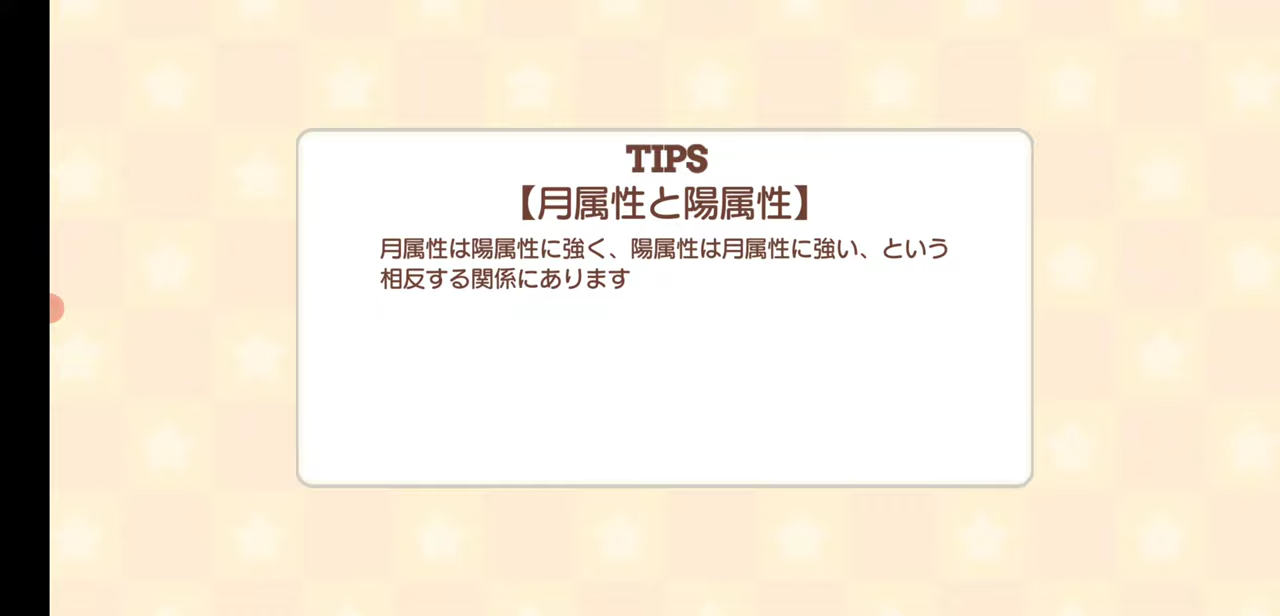 TIPS
【月属性と陽属性】
月属性は陽属性に強く、陽属性は月属性に強い、という
相反する関係にあります